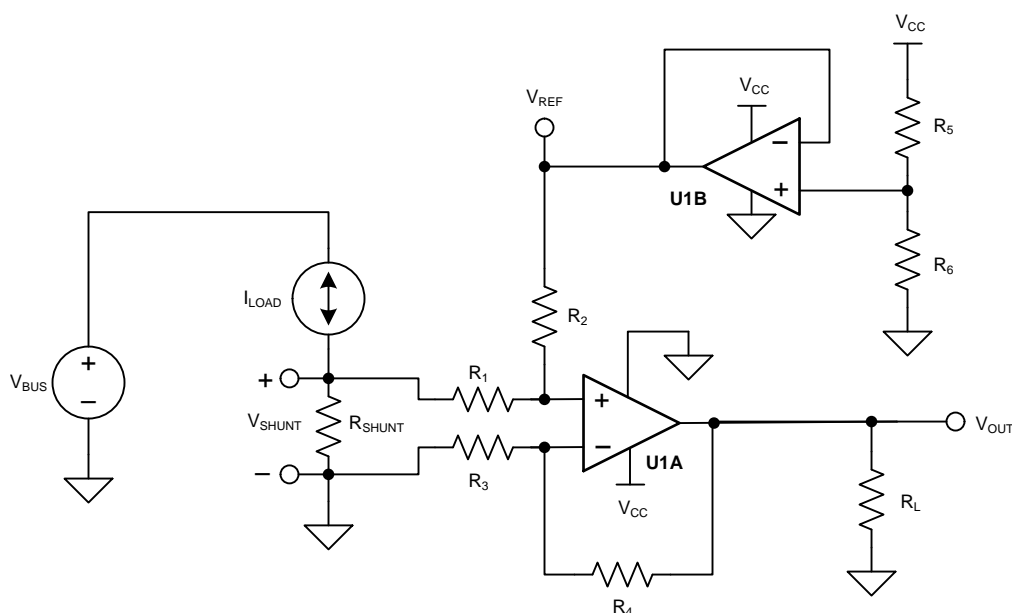 VCC
VCC
VREF
R5
−
+
U1B
R6
ILOAD
R2
VBUS
+
−
+
R1
+
−
VSHUNT
RSHUNT
U1A
VOUT
−
R3
VCC
RL
R4